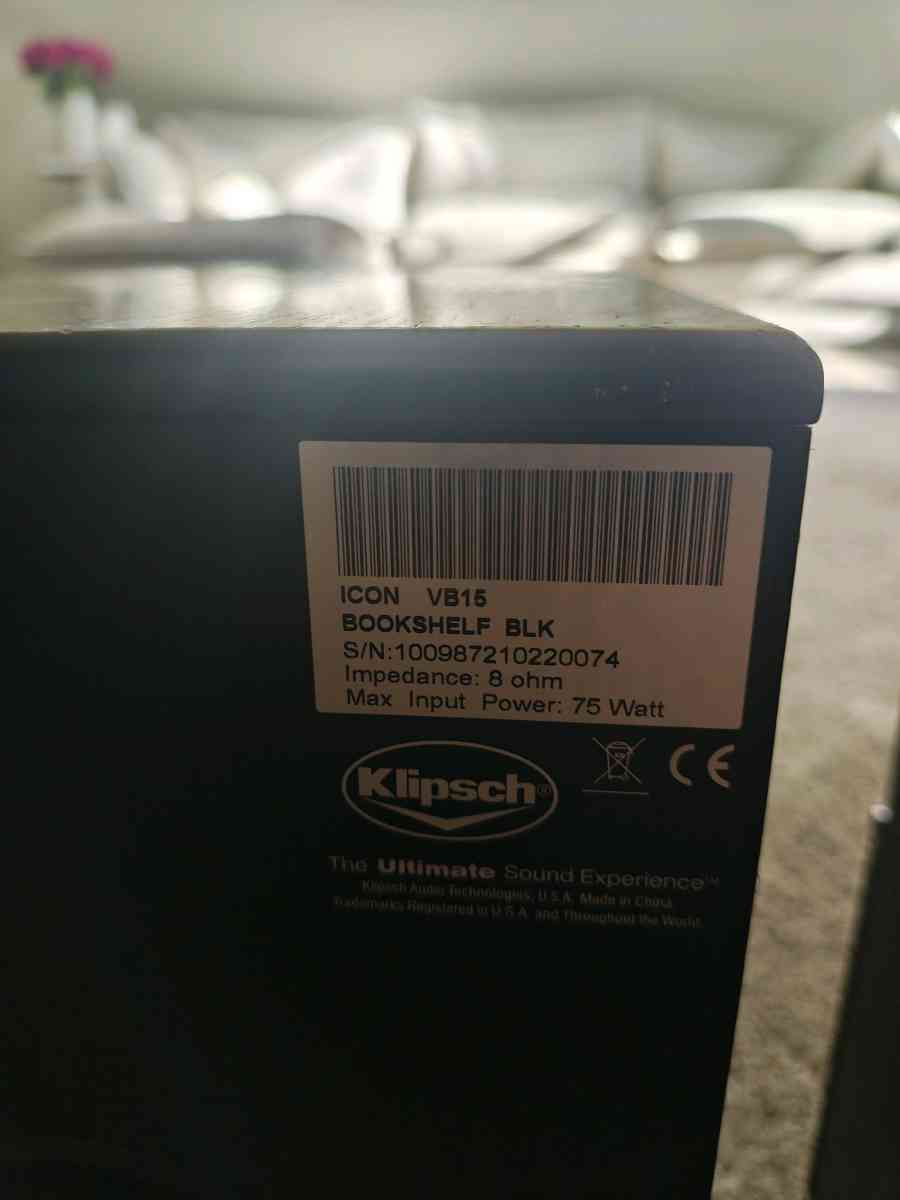 ICON VB15
BOOKSHELF BLK
S/N:100987210220074
Impedance: 8 ohm
Max Input Power: 75 Watt
Klipsch®
CE
The Ultimate Sound Experience™
Klipsch Audio Technologies, U.S.A. Made in China.
Trademarks Registered in U.S.A. and Throughout the World.